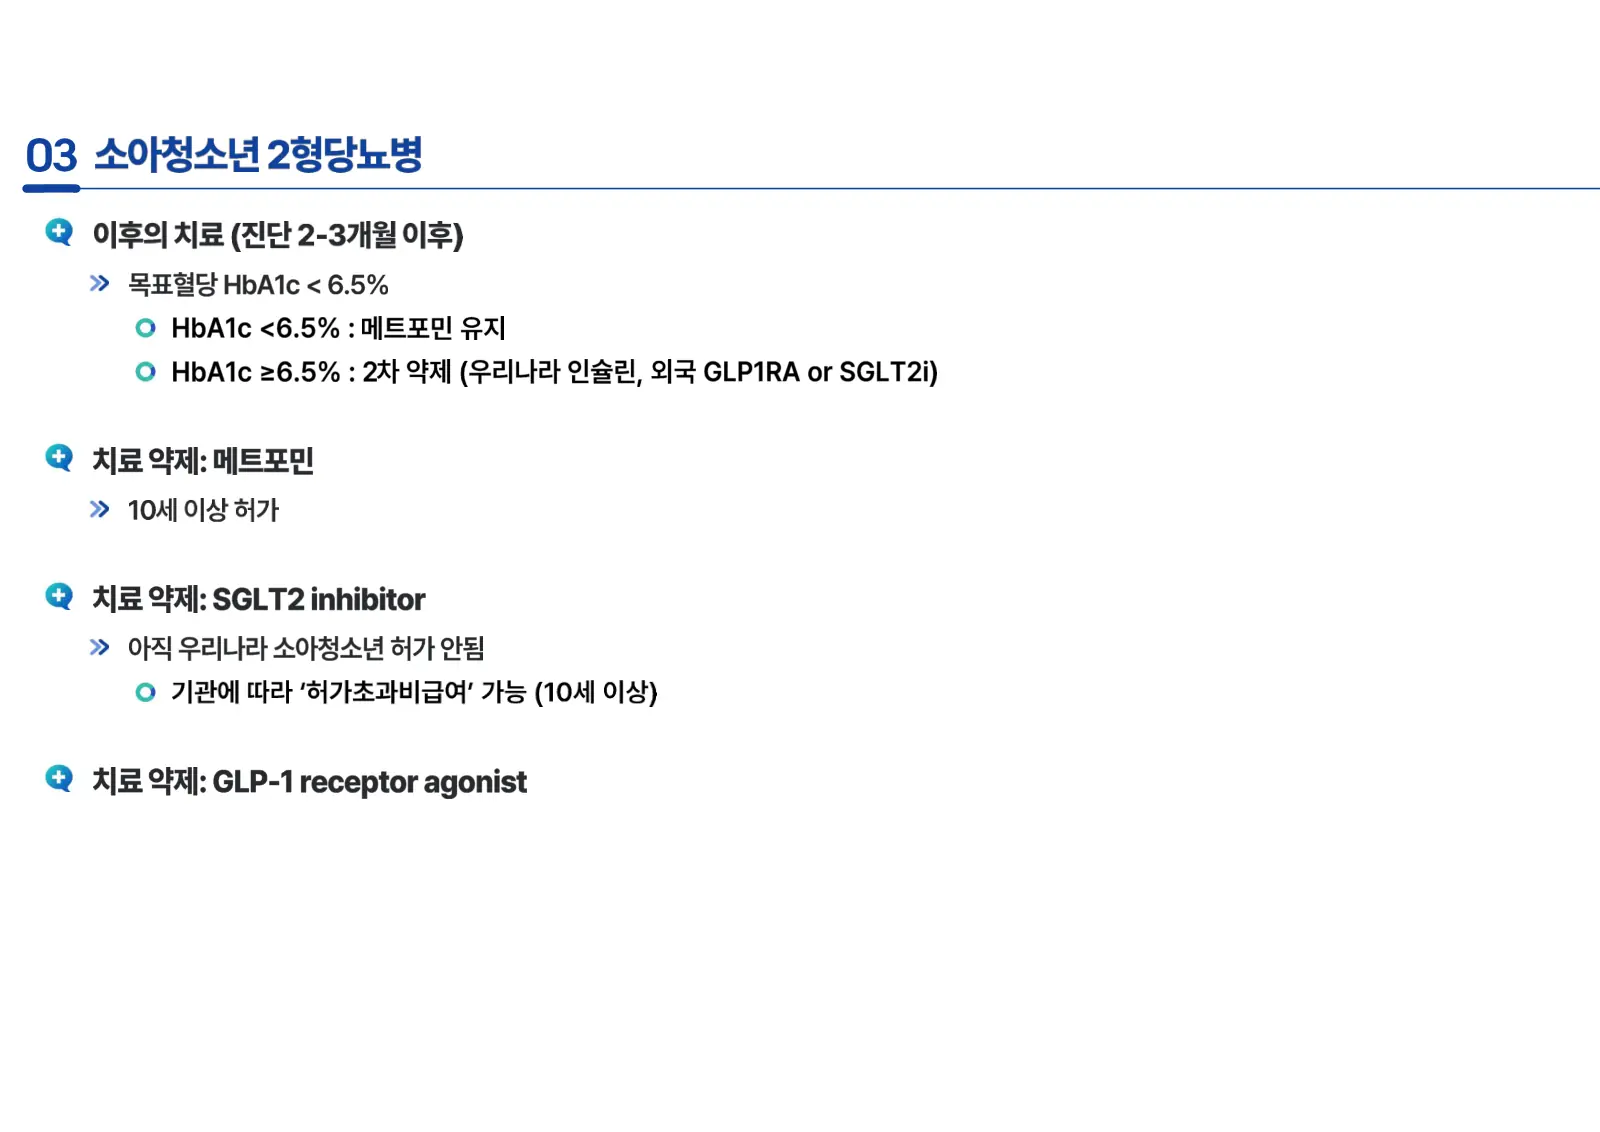 03 소아청소년 2형당뇨병
이후의 치료 (진단 2-3개월 이후)
목표혈당 HbA1c < 6.5%
HbA1c <6.5% : 메트포민 유지
HbA1c ≥6.5% : 2차 약제 (우리나라 인슐린, 외국 GLP1RA or SGLT2i)
치료 약제: 메트포민
10세 이상 허가
치료 약제: SGLT2 inhibitor
아직 우리나라 소아청소년 허가 안됨
기관에 따라 ‘허가초과비급여’ 가능 (10세 이상)
치료 약제: GLP-1 receptor agonist